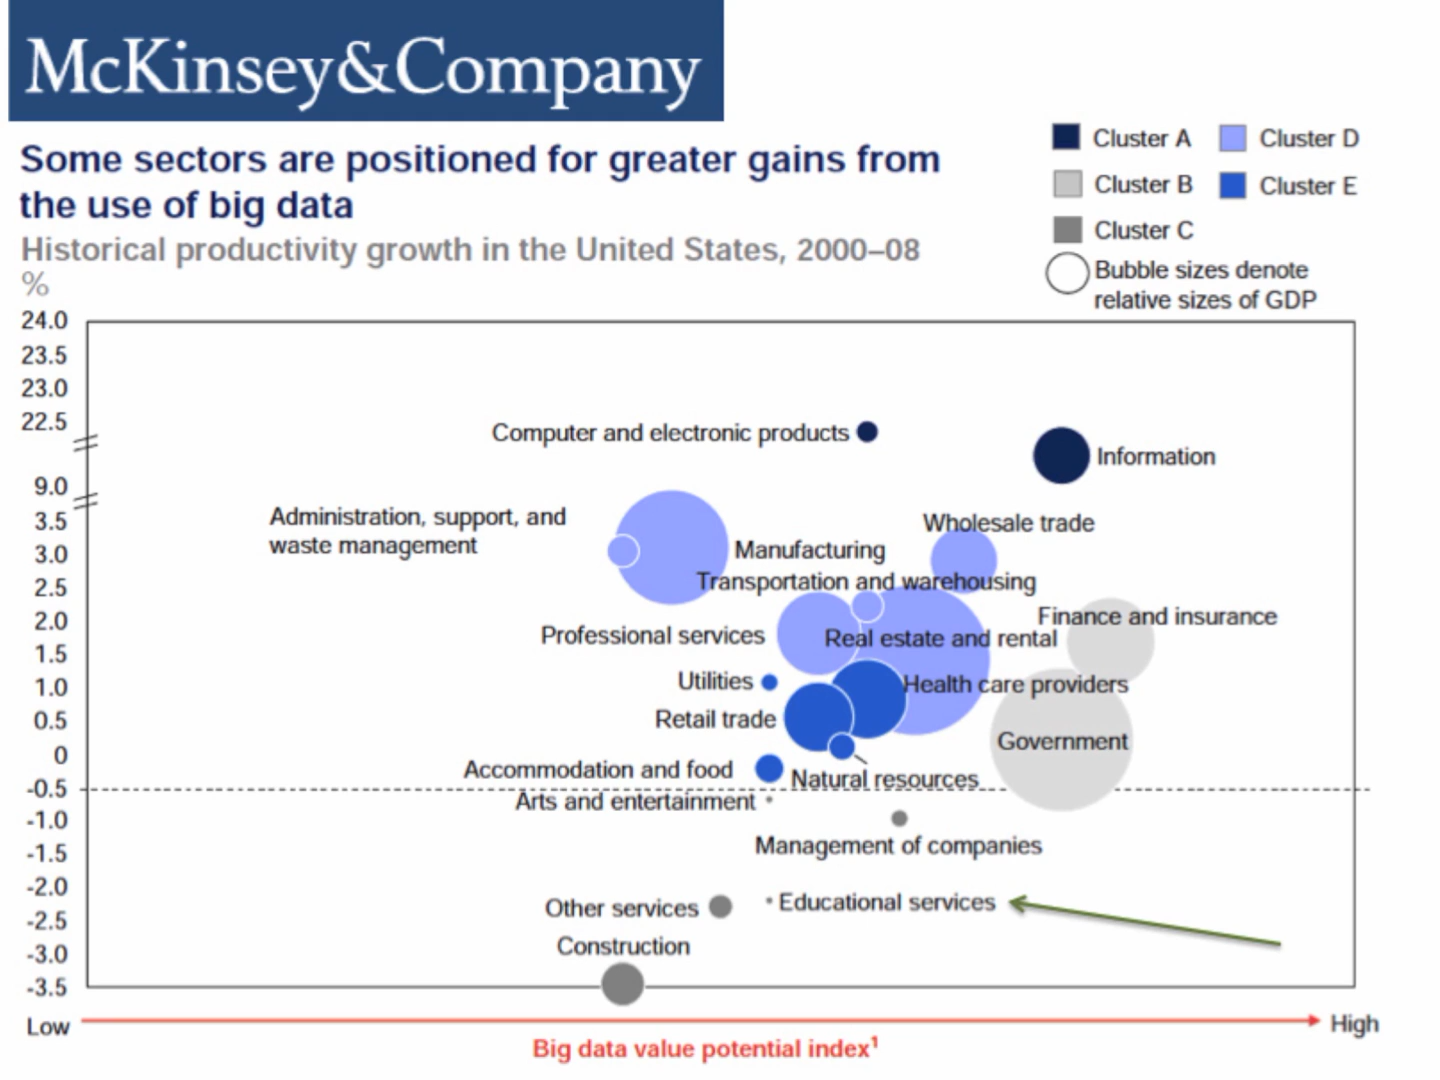 McKinsey&Company
Some sectors are positioned for greater gains from
the use of big data
Historical productivity growth in the United States, 2000–08
%
Cluster A
Cluster D
Cluster B
Cluster E
Cluster C
Bubble sizes denote
relative sizes of GDP
24.0
23.5
23.0
22.5
9.0
3.5
3.0
2.5
2.0
1.5
1.0
0.5
0
-0.5
-1.0
-1.5
-2.0
-2.5
-3.0
-3.5
Computer and electronic products
Information
Administration, support, and
waste management
Wholesale trade
Manufacturing
Transportation and warehousing
Finance and insurance
Professional services
Real estate and rental
Utilities
Health care providers
Retail trade
Government
Accommodation and food
Natural resources
Arts and entertainment
Management of companies
Educational services
Other services
Construction
Low
High
Big data value potential index¹